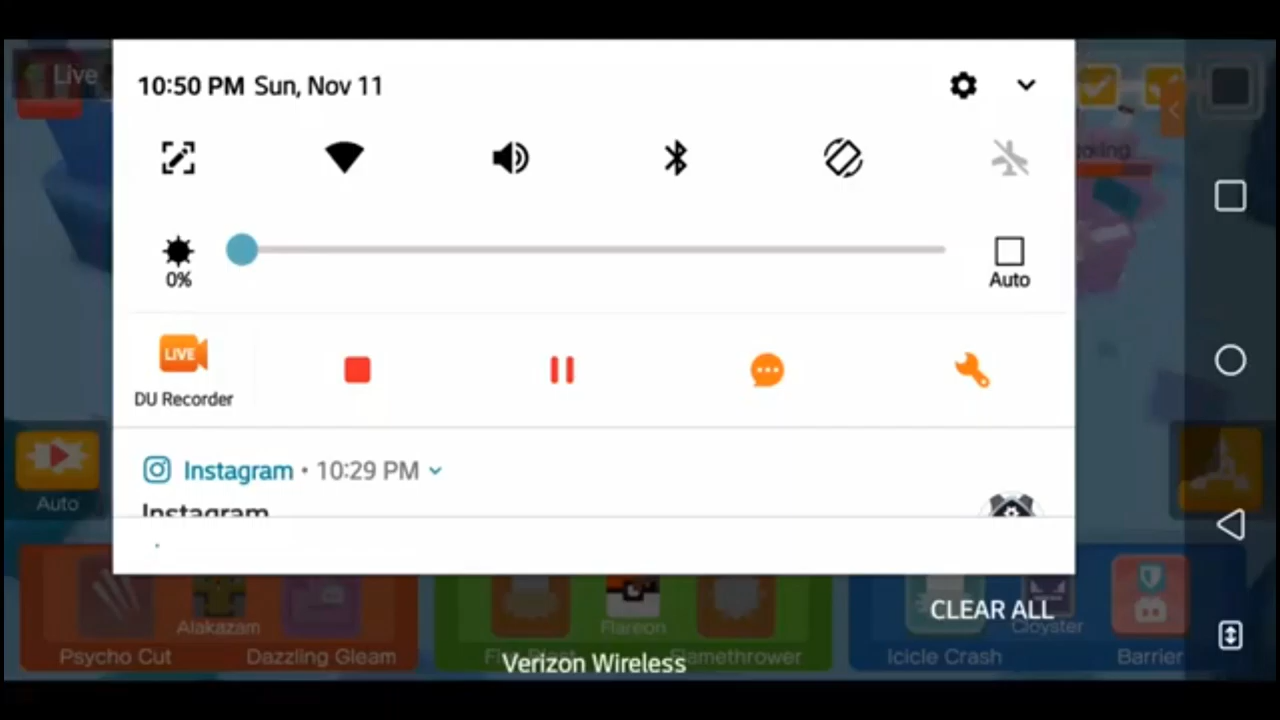 Live
10:50 PM Sun, Nov 11
0%
Auto
LIVE
DU Recorder
Instagram • 10:29 PM
Instagram
Auto
CLEAR ALL
Alakazam
Flareon
Cloyster
Psycho Cut
Dazzling Gleam
Flamethrower
Icicle Crash
Barrier
Verizon Wireless